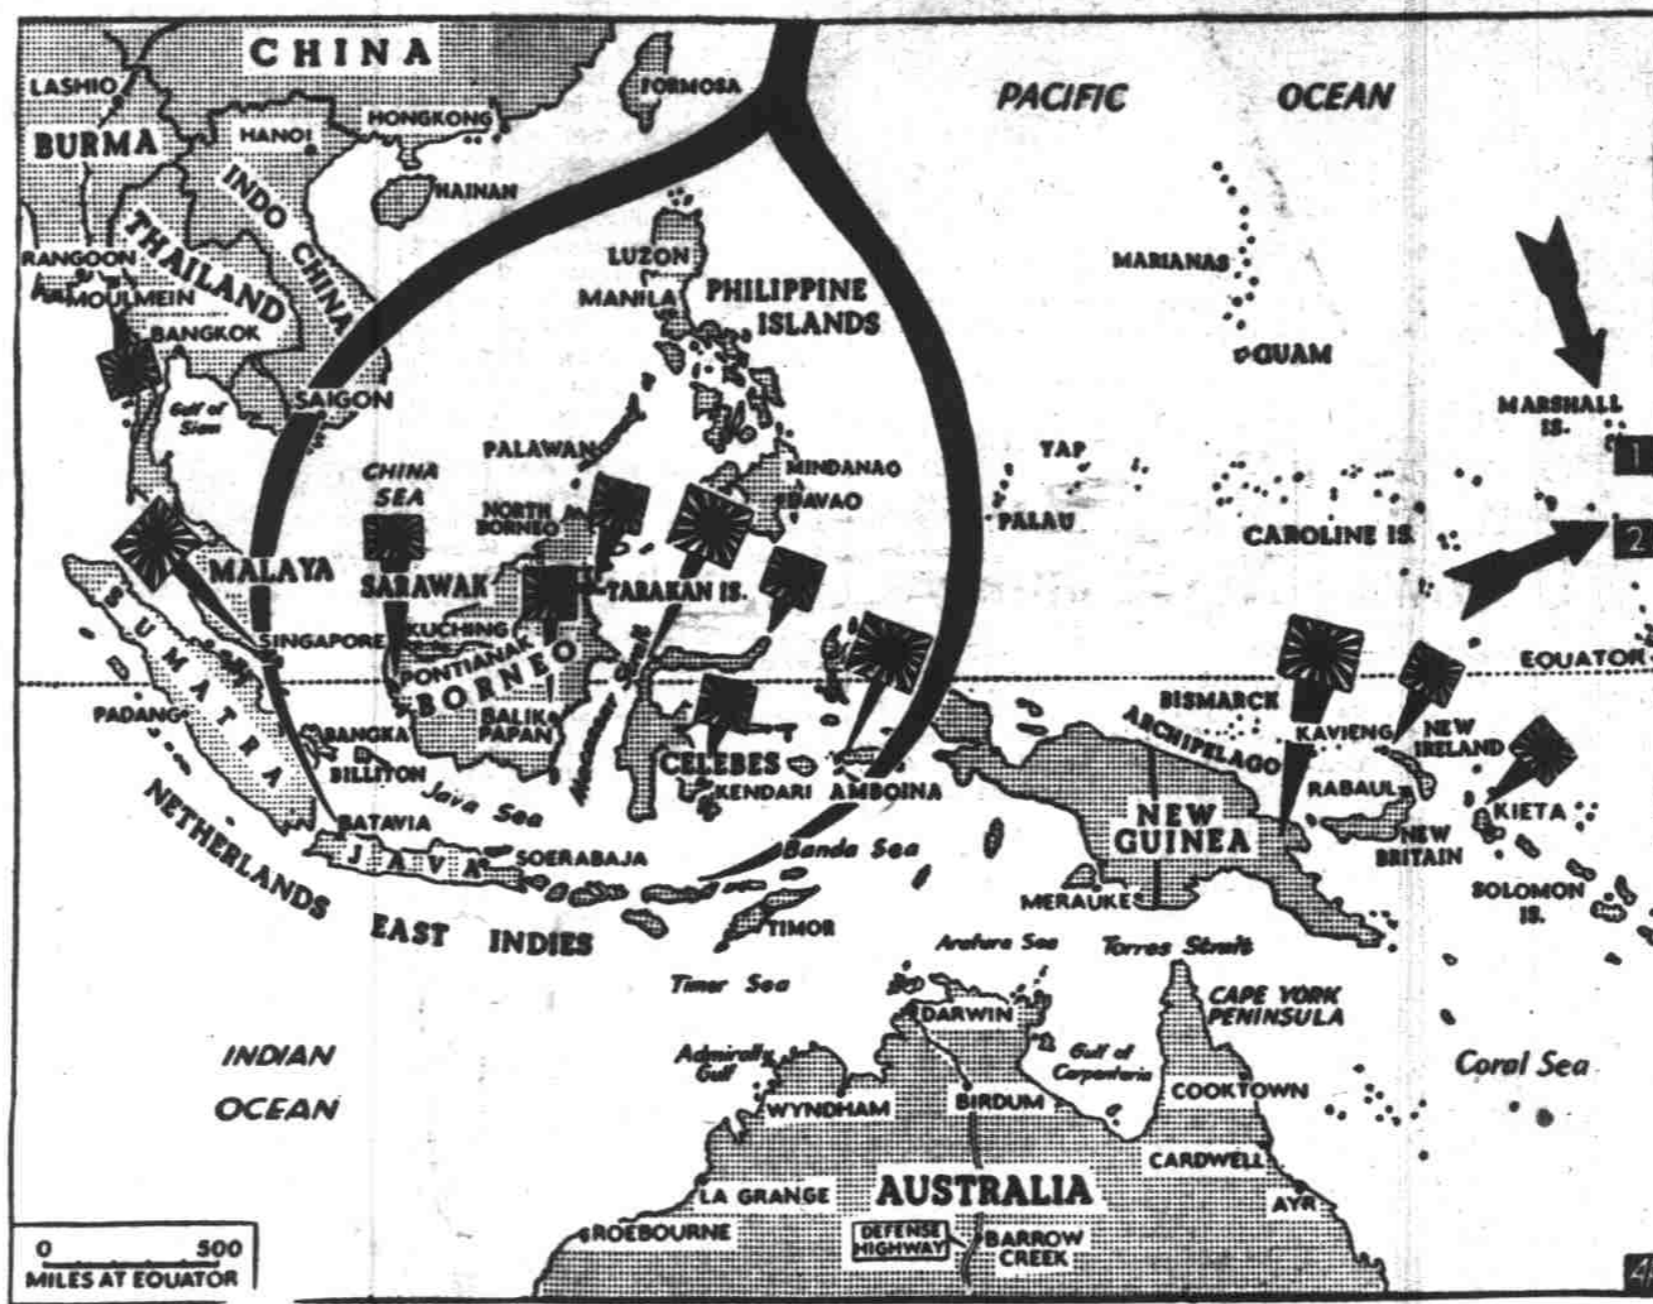 CHINA
LASHIO
FORMOSA
PACIFIC OCEAN
HONGKONG
HANOI
BURMA
HAINAN
INDO CHINA
THAILAND
RANGOON
MOULMEIN
BANGKOK
LUZON
MANILA
PHILIPPINE
ISLANDS
MARIANAS
GUAM
SAIGON
Gulf of
Siam
MARSHALL
IS.
1
PALAWAN
CHINA
SEA
YAP
MINDANAO
DAVAO
NORTH
BORNEO
PALAU
CAROLINE IS.
2
MALAYA
SARAWAK
TARAKAN IS.
SINGAPORE
KUCHING
PONTIANAK
BORNEO
EQUATOR
SUMATRA
PADANG
BANGKA
BILLITON
BALIK
PAPAN
Macassar Strait
CELEBES
KENDARI
AMBOINA
BISMARCK
ARCHIPELAGO
KAVIENG
NEW
IRELAND
RABAUL
KIETA
Java Sea
BATAVIA
JAVA
SOERABAJA
Banda Sea
NEW
GUINEA
NEW
BRITAIN
SOLOMON
IS.
MERAUKE
NETHERLANDS EAST INDIES
TIMOR
Arafura Sea
Torres Strait
Timor Sea
DARWIN
CAPE YORK
PENINSULA
INDIAN
OCEAN
Admiralty
Gulf
Gulf of
Carpentaria
Coral Sea
WYNDHAM
BIRDUM
COOKTOWN
CARDWELL
LA GRANGE
AUSTRALIA
AYR
ROEBOURNE
DEFENSE
HIGHWAY
BARROW
CREEK
0 500
MILES AT EQUATOR
4